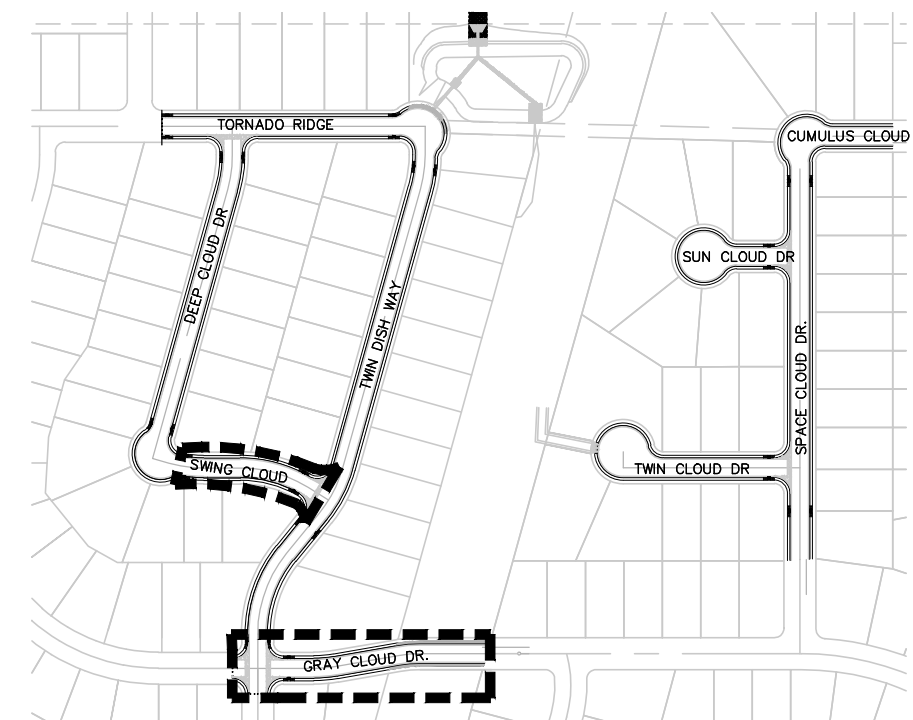 TORNADO RIDGE
CUMULUS CLOUD
DEEP CLOUD DR
SUN CLOUD DR
TWIN DISH WAY
SPACE CLOUD DR.
SWING CLOUD
TWIN CLOUD DR
GRAY CLOUD DR.